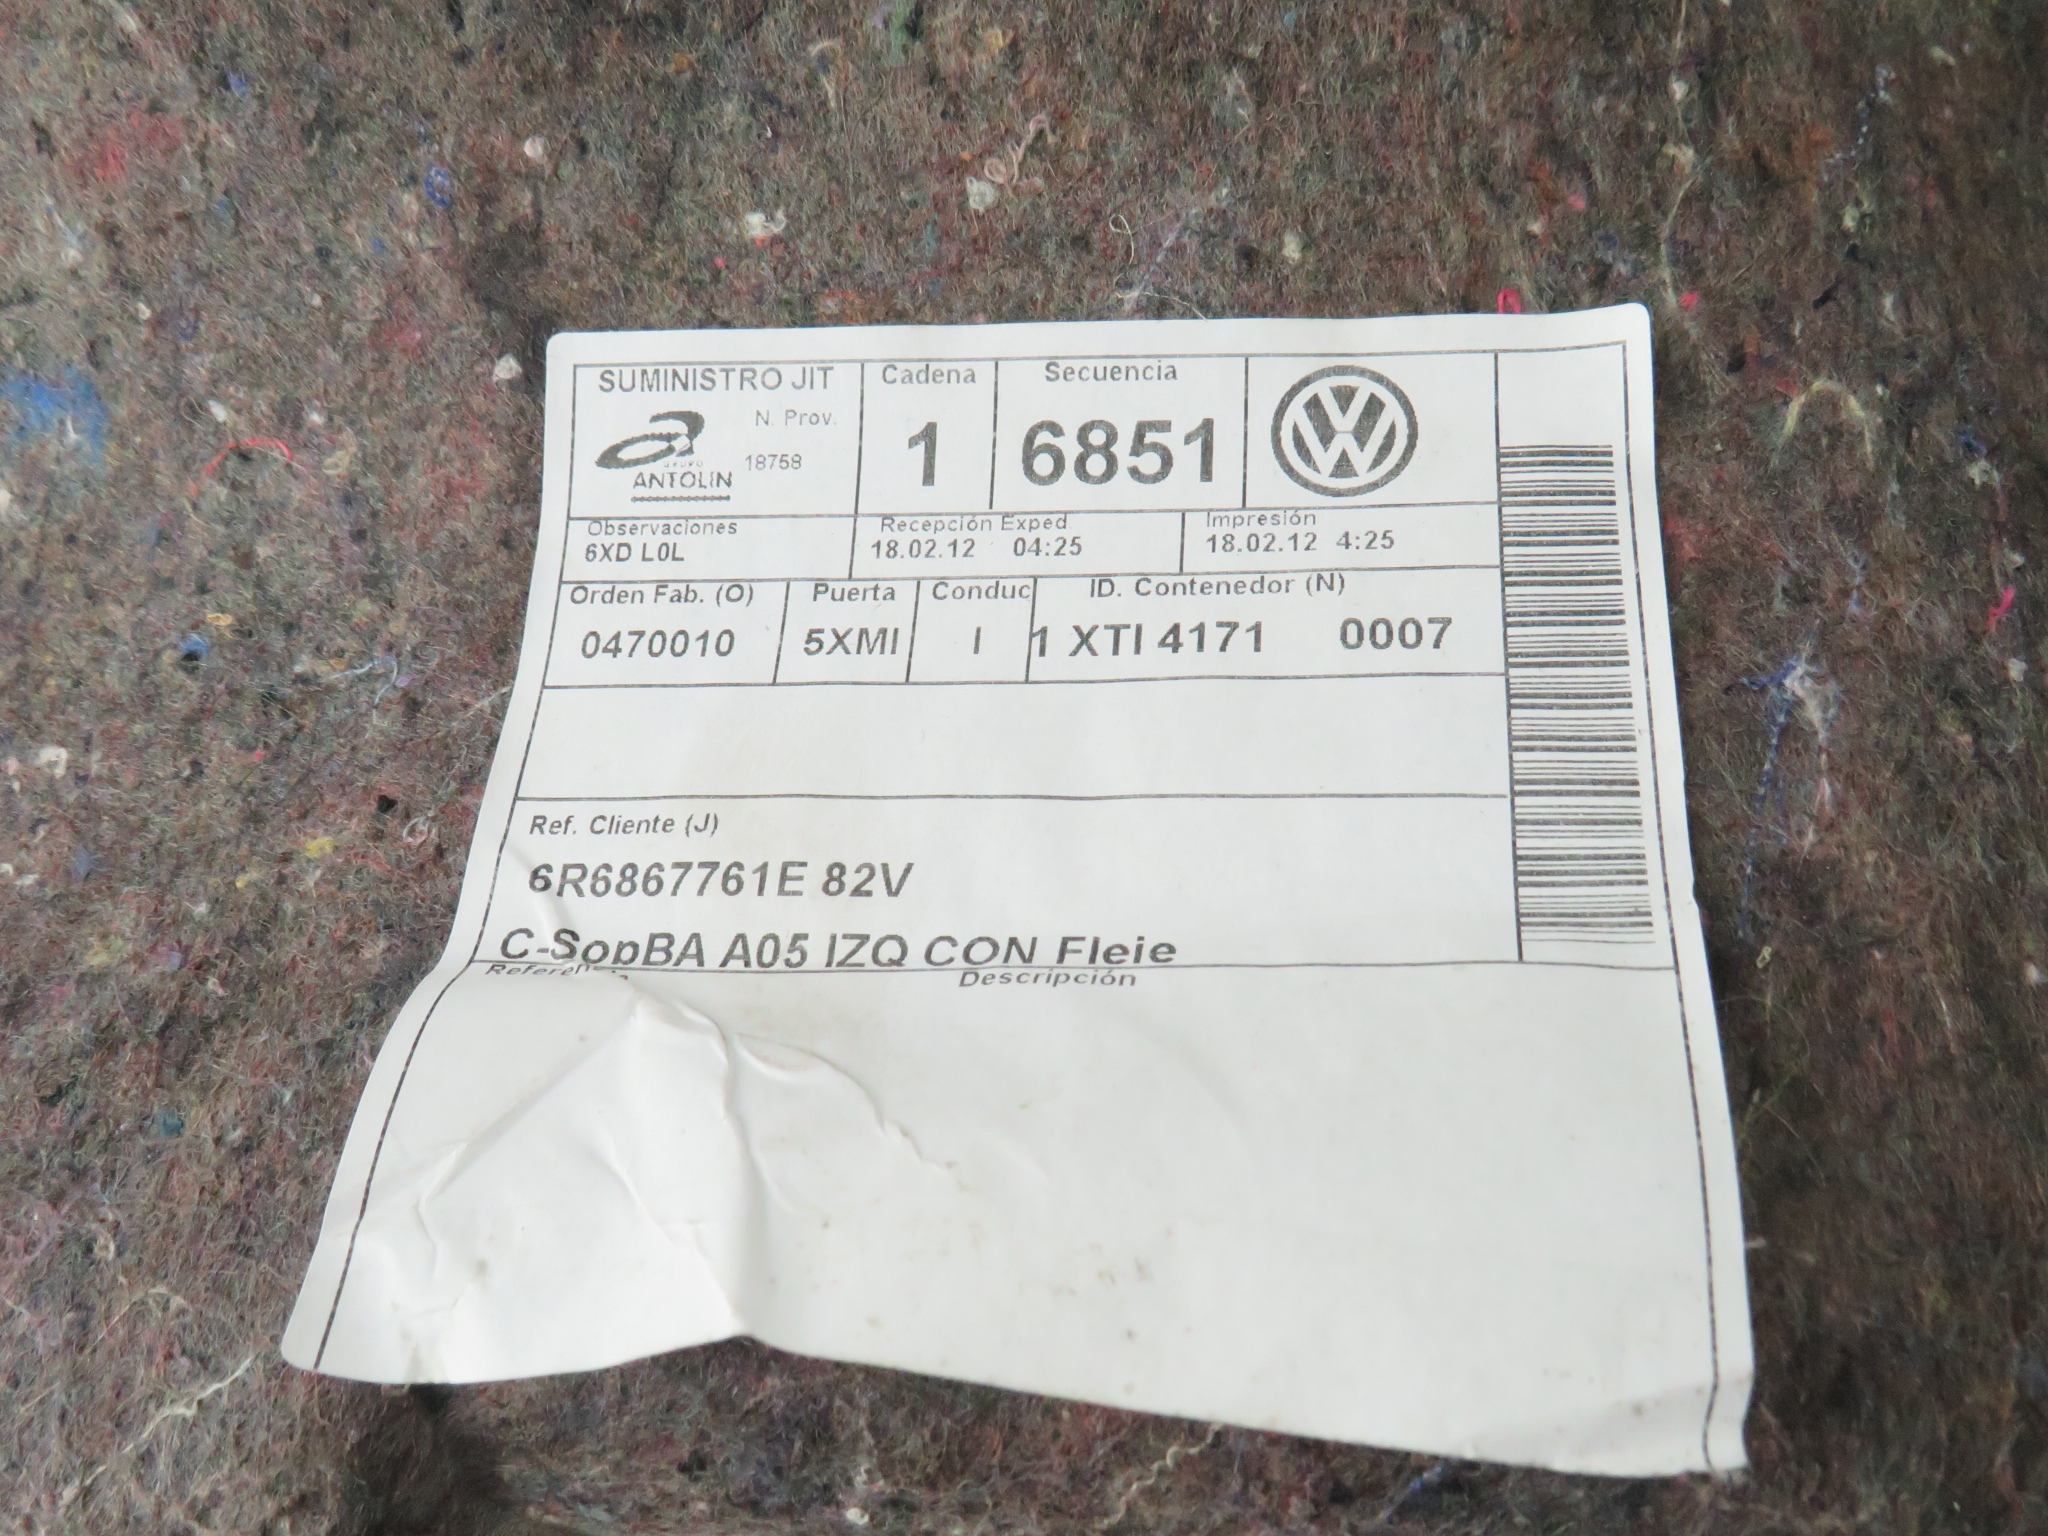 SUMINISTRO JIT Cadena Secuencia
N. Prov.
GRUPO
ANTOLIN 18758 1 6851
Observaciones Recepción Exped Impresión
6XD L0L 18.02.12 04:25 18.02.12 4:25
Orden Fab. (O) Puerta Conduc ID. Contenedor (N)
0470010 5XMI I 1 XTI 4171 0007
Ref. Cliente (J)
6R6867761E 82V
C-SopBA A05 IZQ CON Fleje
Referencia Descripción